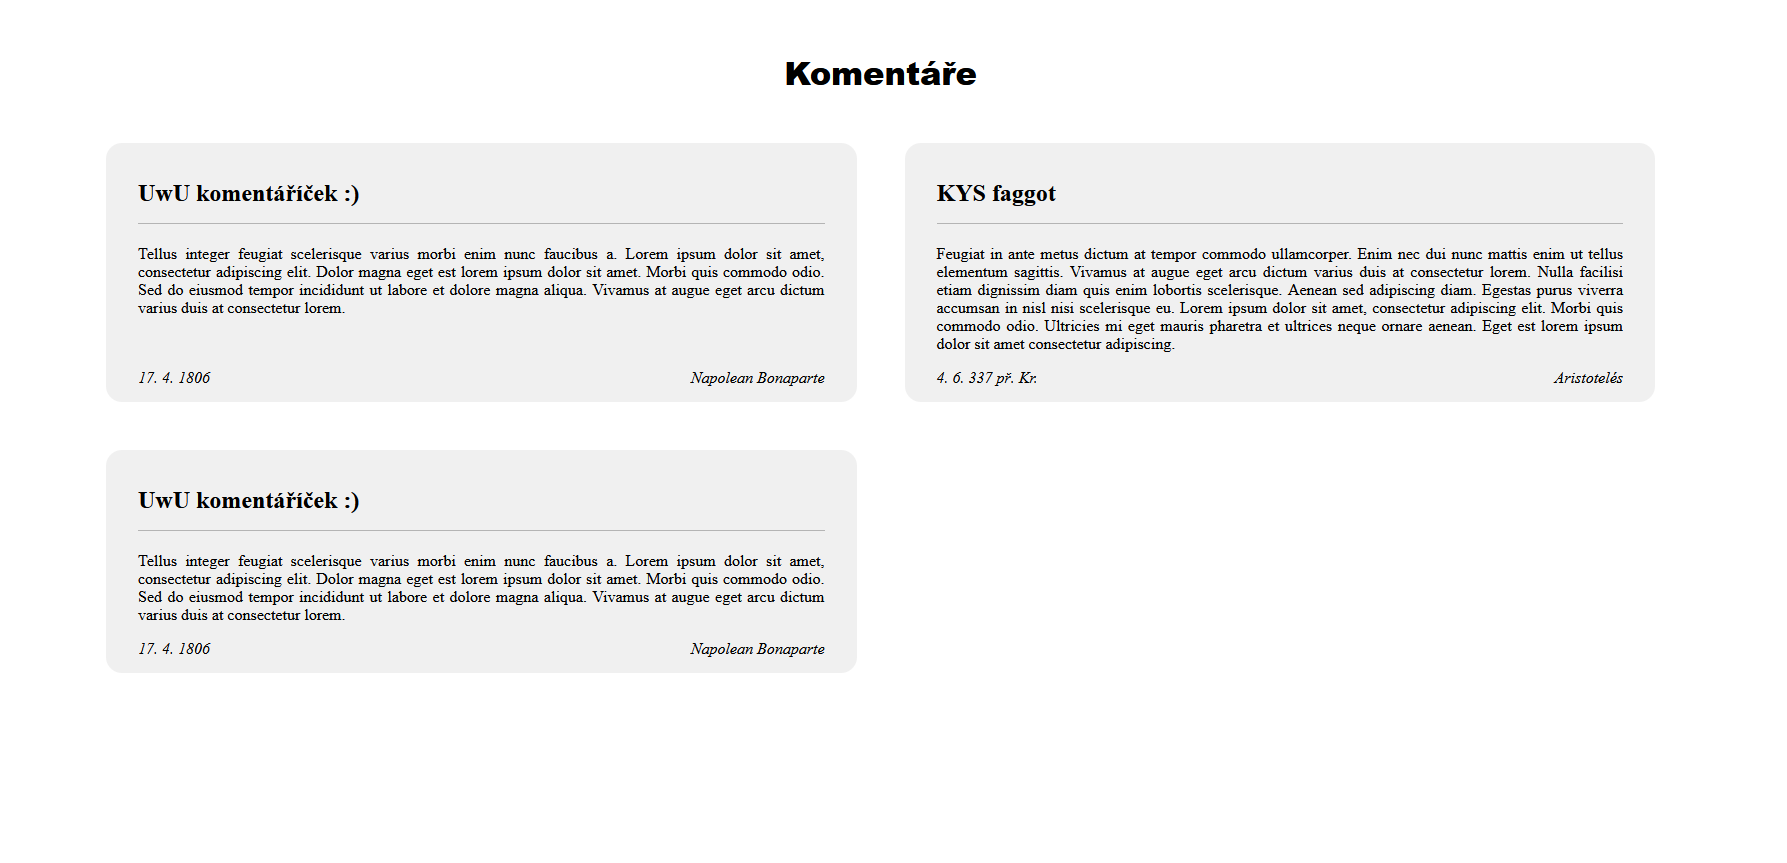 Komentáře
UwU komentáříček :)
Tellus integer feugiat scelerisque varius morbi enim nunc faucibus a. Lorem ipsum dolor sit amet,
consectetur adipiscing elit. Dolor magna eget est lorem ipsum dolor sit amet. Morbi quis commodo odio.
Sed do eiusmod tempor incididunt ut labore et dolore magna aliqua. Vivamus at augue eget arcu dictum
varius duis at consectetur lorem.
17. 4. 1806
Napolean Bonaparte
KYS faggot
Feugiat in ante metus dictum at tempor commodo ullamcorper. Enim nec dui nunc mattis enim ut tellus
elementum sagittis. Vivamus at augue eget arcu dictum varius duis at consectetur lorem. Nulla facilisi
etiam dignissim diam quis enim lobortis scelerisque. Aenean sed adipiscing diam. Egestas purus viverra
accumsan in nisl nisi scelerisque eu. Lorem ipsum dolor sit amet, consectetur adipiscing elit. Morbi quis
commodo odio. Ultricies mi eget mauris pharetra et ultrices neque ornare aenean. Eget est lorem ipsum
dolor sit amet consectetur adipiscing.
4. 6. 337 př. Kr.
Aristotelés
UwU komentáříček :)
Tellus integer feugiat scelerisque varius morbi enim nunc faucibus a. Lorem ipsum dolor sit amet,
consectetur adipiscing elit. Dolor magna eget est lorem ipsum dolor sit amet. Morbi quis commodo odio.
Sed do eiusmod tempor incididunt ut labore et dolore magna aliqua. Vivamus at augue eget arcu dictum
varius duis at consectetur lorem.
17. 4. 1806
Napolean Bonaparte